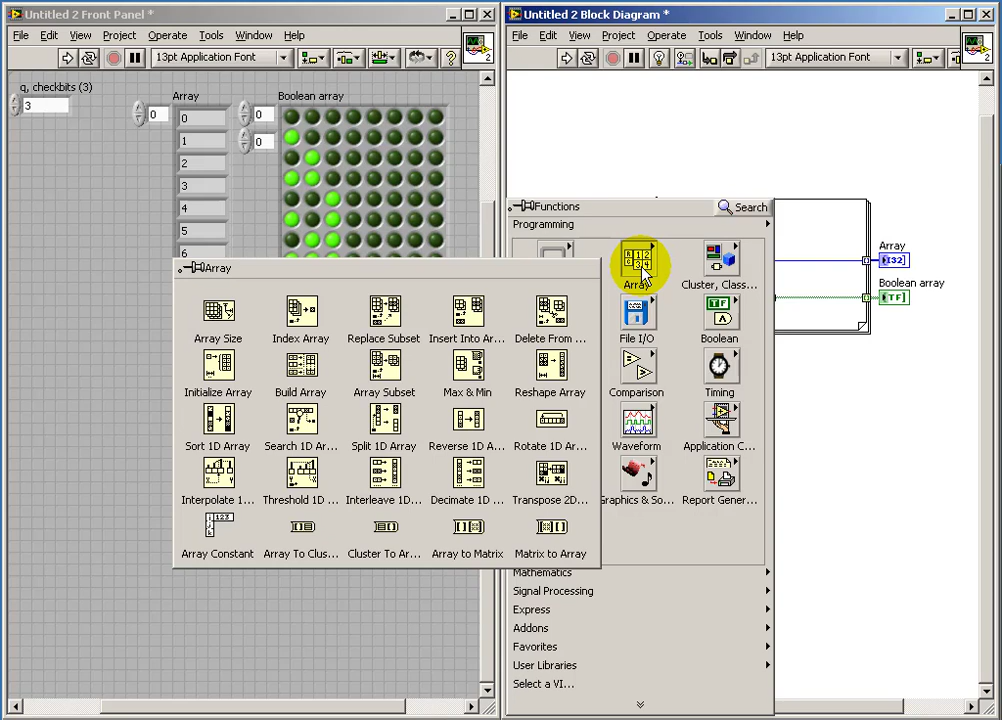 Untitled 2 Front Panel *
File Edit View Project Operate Tools Window Help
13pt Application Font
2
q, checkbits (3)
3
Array
0
0
1
2
3
4
5
6
Boolean array
0
0
Untitled 2 Block Diagram *
File Edit View Project Operate Tools Window Help
13pt Application Font
2
Functions
Search
Programming
Array
Cluster, Class...
File I/O
Boolean
Comparison
Timing
Waveform
Application C...
Graphics & So...
Report Gener...
Mathematics
Signal Processing
Express
Addons
Favorites
User Libraries
Select a VI...
Array
Array Size
Index Array
Replace Subset
Insert Into Ar...
Delete From ...
Initialize Array
Build Array
Array Subset
Max & Min
Reshape Array
Sort 1D Array
Search 1D Ar...
Split 1D Array
Reverse 1D A...
Rotate 1D Ar...
Interpolate 1...
Threshold 1D ...
Interleave 1D...
Decimate 1D ...
Transpose 2D...
Array Constant
Array To Clus...
Cluster To Ar...
Array to Matrix
Matrix to Array
Array
[I32]
Boolean array
[TF]